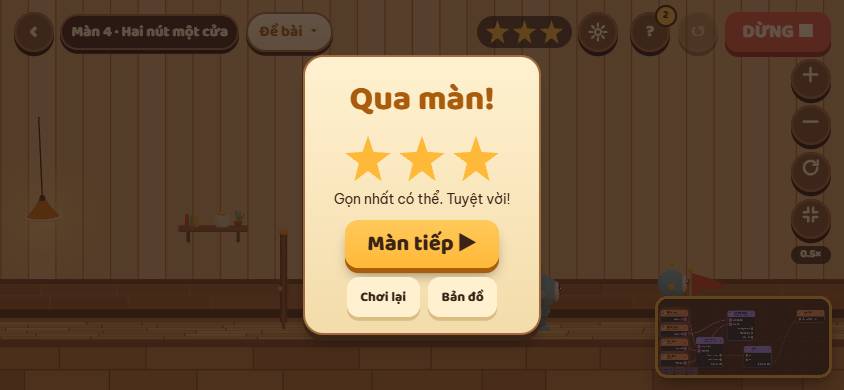 Màn 4 · Hai nút một cửa
Đề bài
?
2
DỪNG
Qua màn!
Gọn nhất có thể. Tuyệt vời!
Màn tiếp
Chơi lại
Bản đồ
0.5×